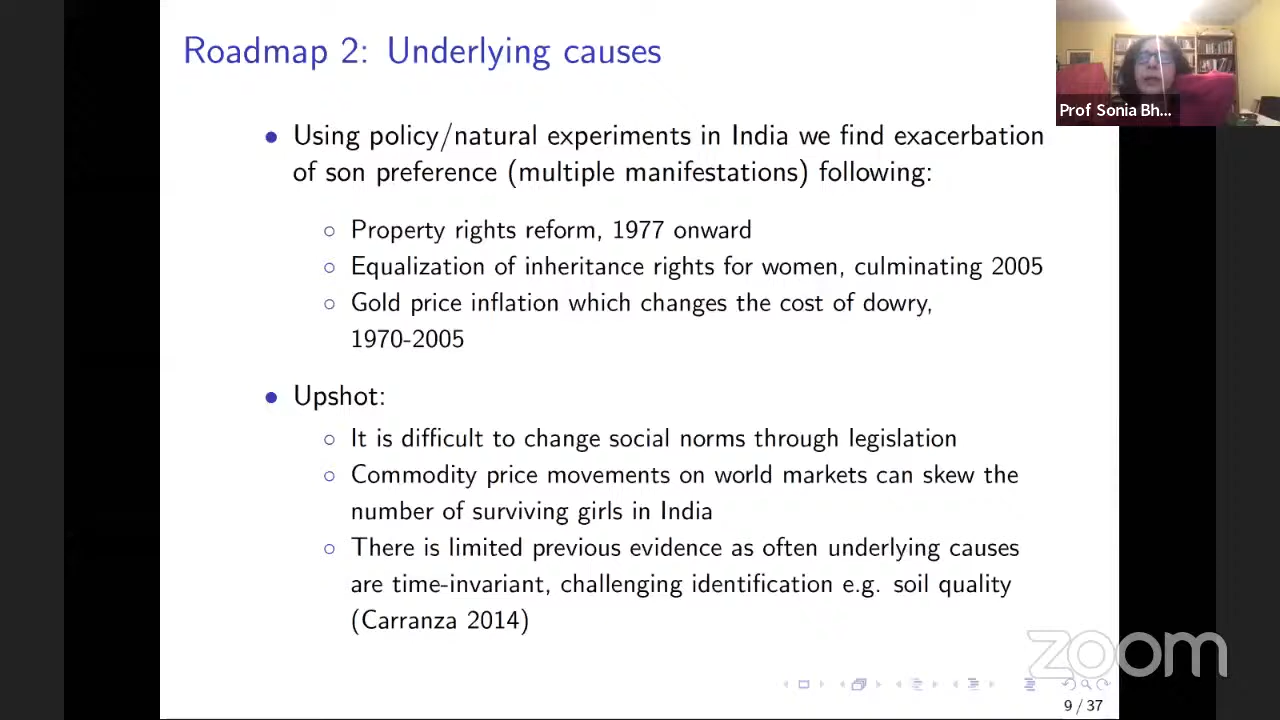 Roadmap 2: Underlying causes
Prof Sonia Bh...
• Using policy/natural experiments in India we find exacerbation
of son preference (multiple manifestations) following:
○ Property rights reform, 1977 onward
○ Equalization of inheritance rights for women, culminating 2005
○ Gold price inflation which changes the cost of dowry,
1970-2005
• Upshot:
○ It is difficult to change social norms through legislation
○ Commodity price movements on world markets can skew the
number of surviving girls in India
○ There is limited previous evidence as often underlying causes
are time-invariant, challenging identification e.g. soil quality
(Carranza 2014)
zoom
9 / 37